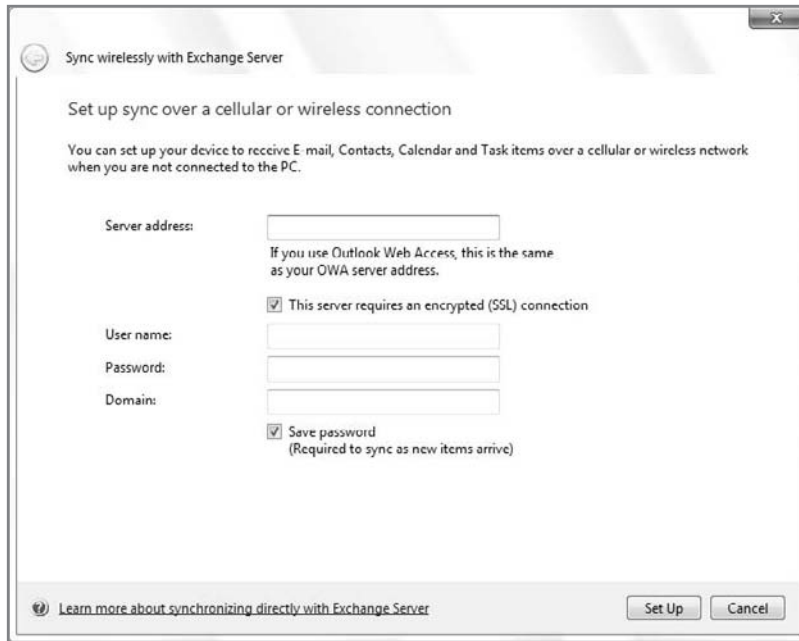 Sync wirelessly with Exchange Server
Set up sync over a cellular or wireless connection
You can set up your device to receive E-mail, Contacts, Calendar and Task items over a cellular or wireless network
when you are not connected to the PC.
Server address:
If you use Outlook Web Access, this is the same
as your OWA server address.
This server requires an encrypted (SSL) connection
User name:
Password:
Domain:
Save password
(Required to sync as new items arrive)
Learn more about synchronizing directly with Exchange Server
Set Up
Cancel